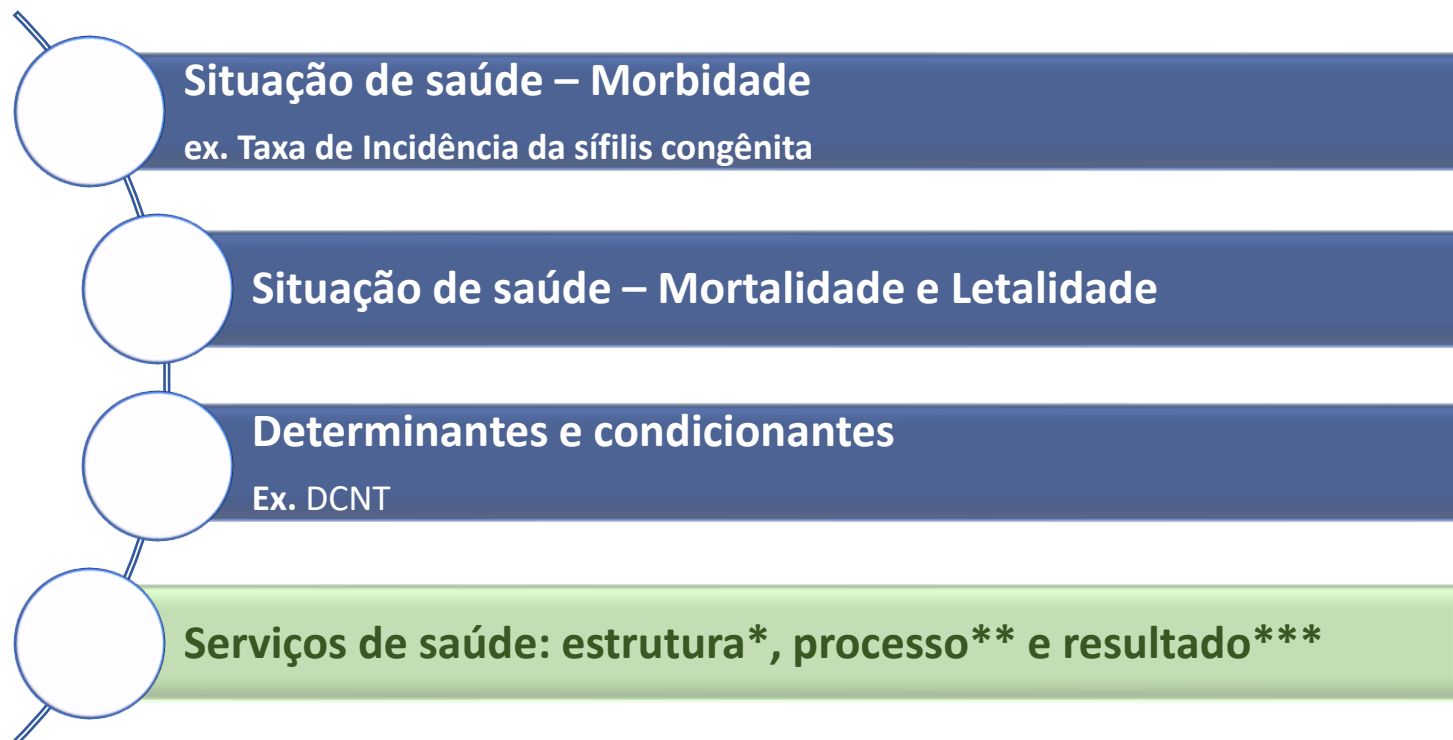 Situação de saúde – Morbidade
ex. Taxa de Incidência da sífilis congênita
Situação de saúde – Mortalidade e Letalidade
Determinantes e condicionantes
Ex. DCNT
Serviços de saúde: estrutura*, processo** e resultado***